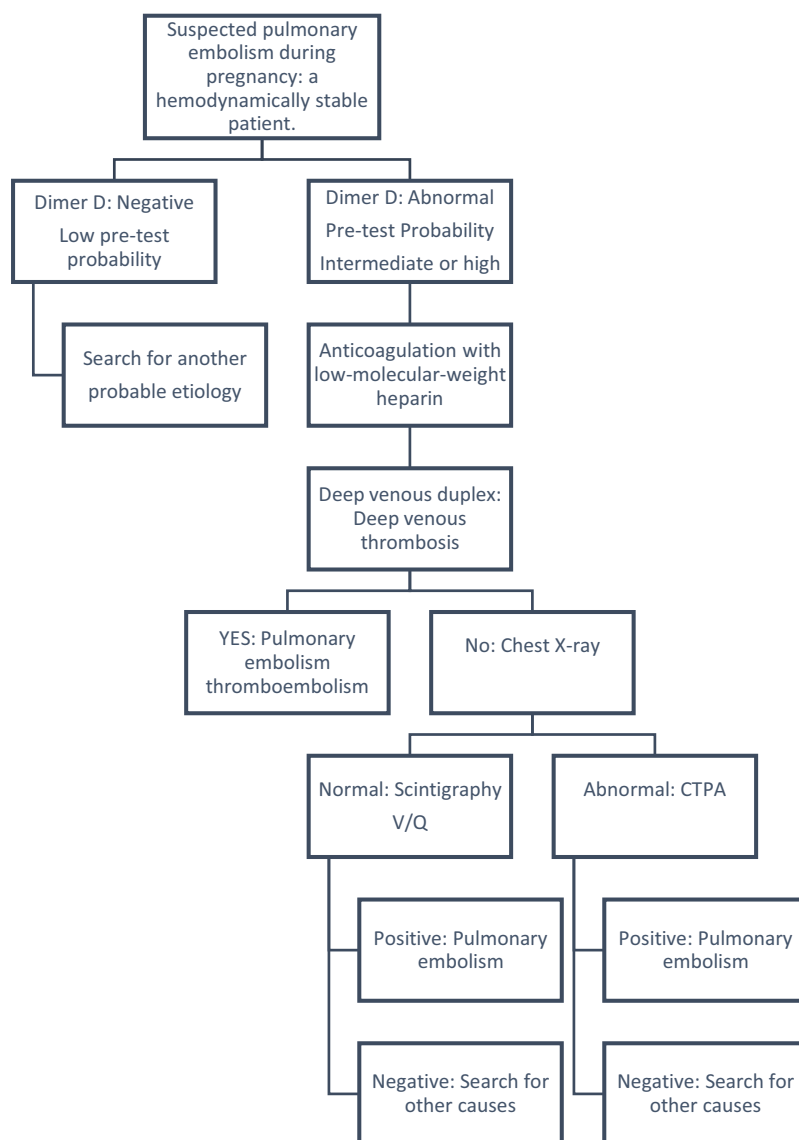 Suspected pulmonary
embolism during
pregnancy: a
hemodynamically stable
patient.
Dimer D: Negative
Low pre-test
probability
Dimer D: Abnormal
Pre-test Probability
Intermediate or high
Search for another
probable etiology
Anticoagulation with
low-molecular-weight
heparin
Deep venous duplex:
Deep venous
thrombosis
YES: Pulmonary
embolism
thromboembolism
No: Chest X-ray
Normal: Scintigraphy
V/Q
Abnormal: CTPA
Positive: Pulmonary
embolism
Positive: Pulmonary
embolism
Negative: Search for
other causes
Negative: Search for
other causes